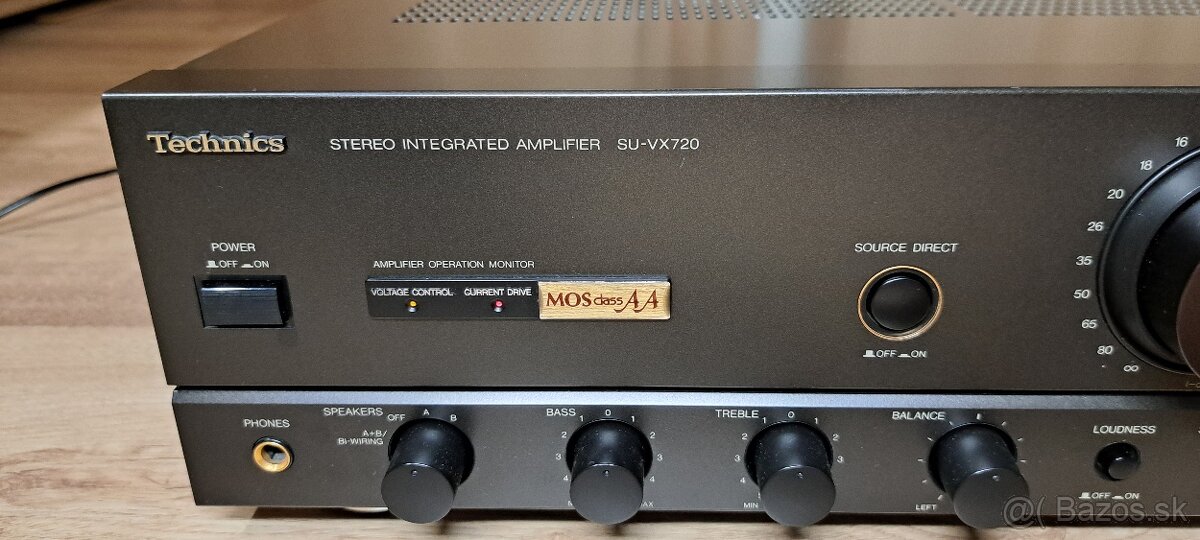 Technics
STEREO INTEGRATED AMPLIFIER SU-VX720
16
18
20
26
35
50
65
80
∞
POWER
OFF ON
AMPLIFIER OPERATION MONITOR
VOLTAGE CONTROL CURRENT DRIVE
MOS class AA
SOURCE DIRECT
OFF ON
PHONES
SPEAKERS
OFF A B
A+B/
BI-WIRING
BASS
1 0 1
2 2
3 3
4
TREBLE
1 0 1
2 2
3 3
4 4
MIN
BALANCE
LEFT
LOUDNESS
OFF ON
@( Bazos.sk